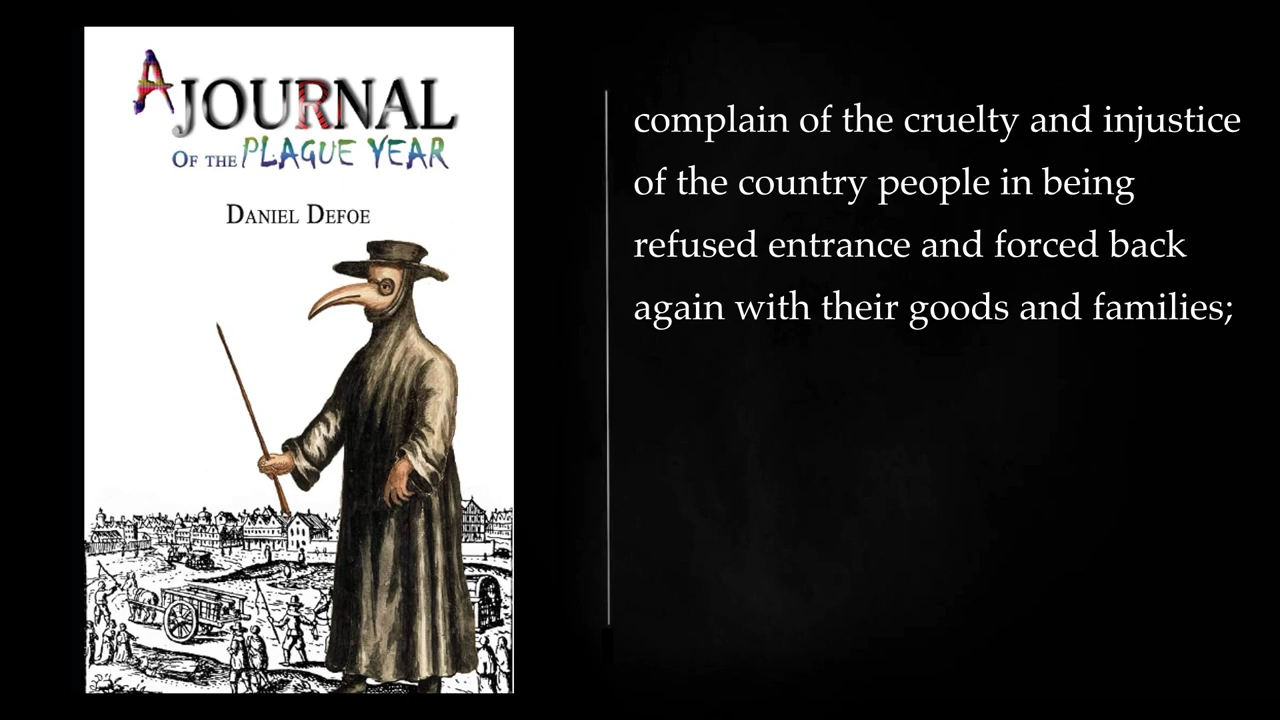 A JOURNAL
OF THE PLAGUE YEAR
DANIEL DEFOE
complain of the cruelty and injustice
of the country people in being
refused entrance and forced back
again with their goods and families;